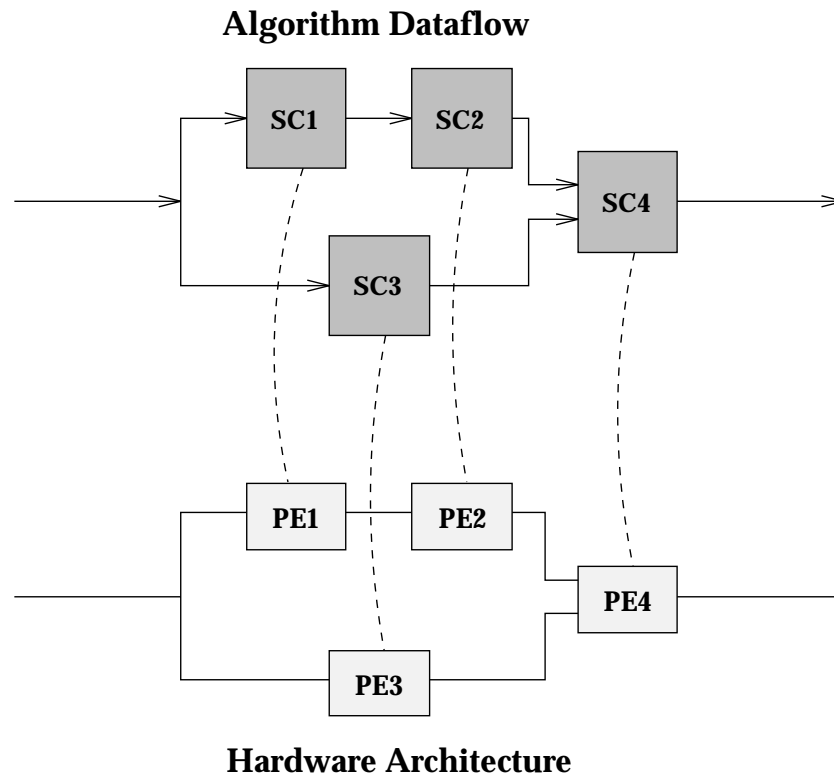 Algorithm Dataflow
SC1
SC2
SC4
SC3
PE1
PE2
PE4
PE3
Hardware Architecture